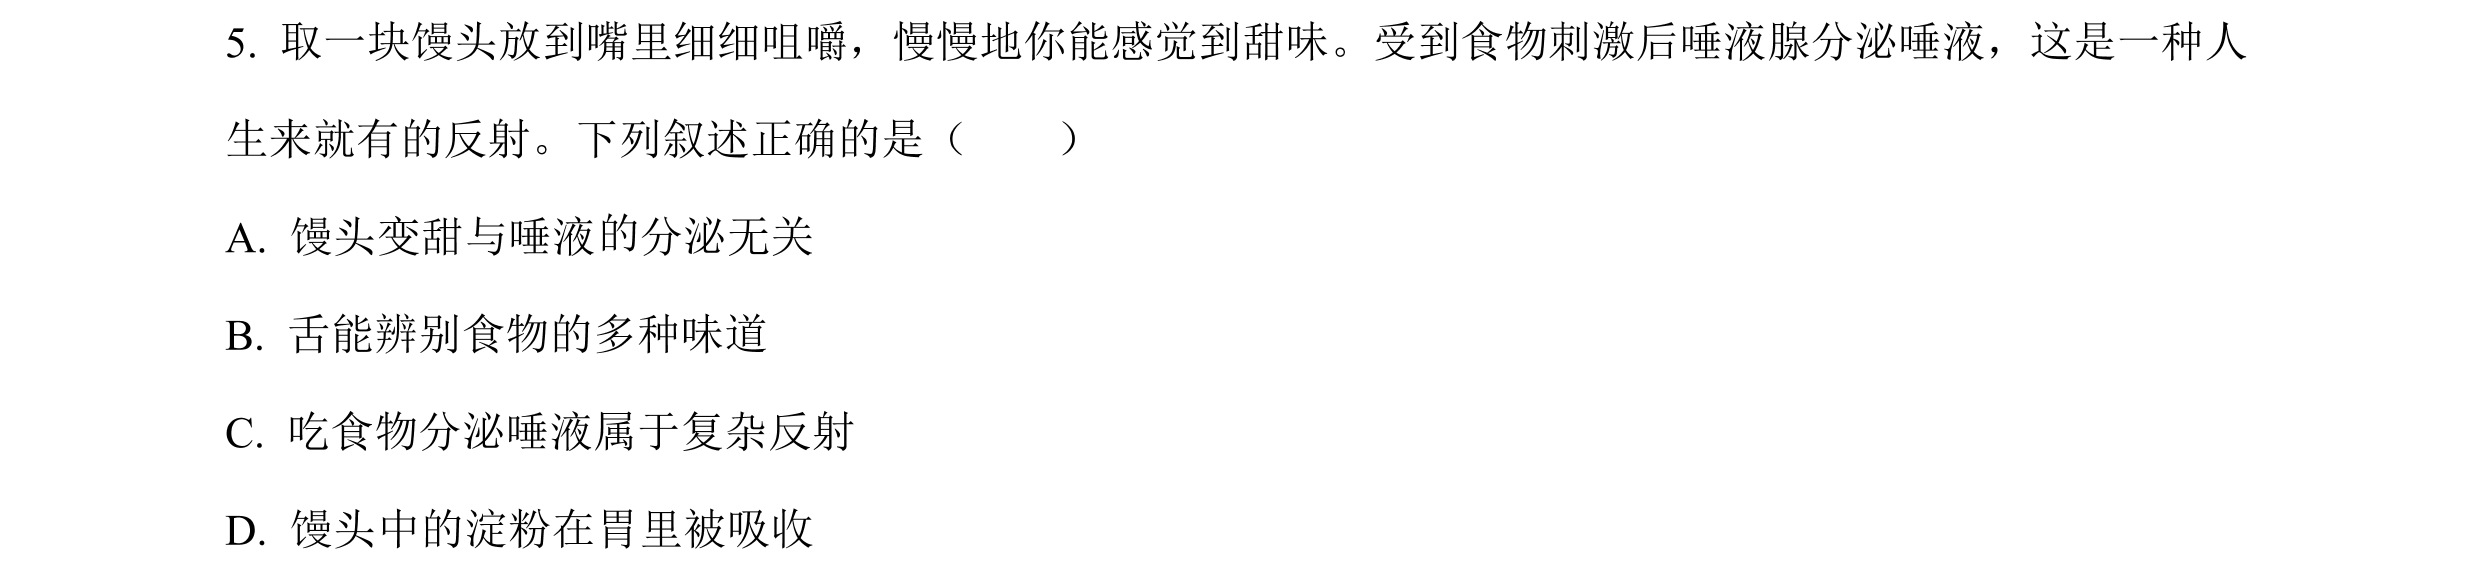 5. 取一块馒头放到嘴里细细咀嚼，慢慢地你能感觉到甜味。受到食物刺激后唾液腺分泌唾液，这是一种人
生来就有的反射。下列叙述正确的是（　　）
A. 馒头变甜与唾液的分泌无关
B. 舌能辨别食物的多种味道
C. 吃食物分泌唾液属于复杂反射
D. 馒头中的淀粉在胃里被吸收